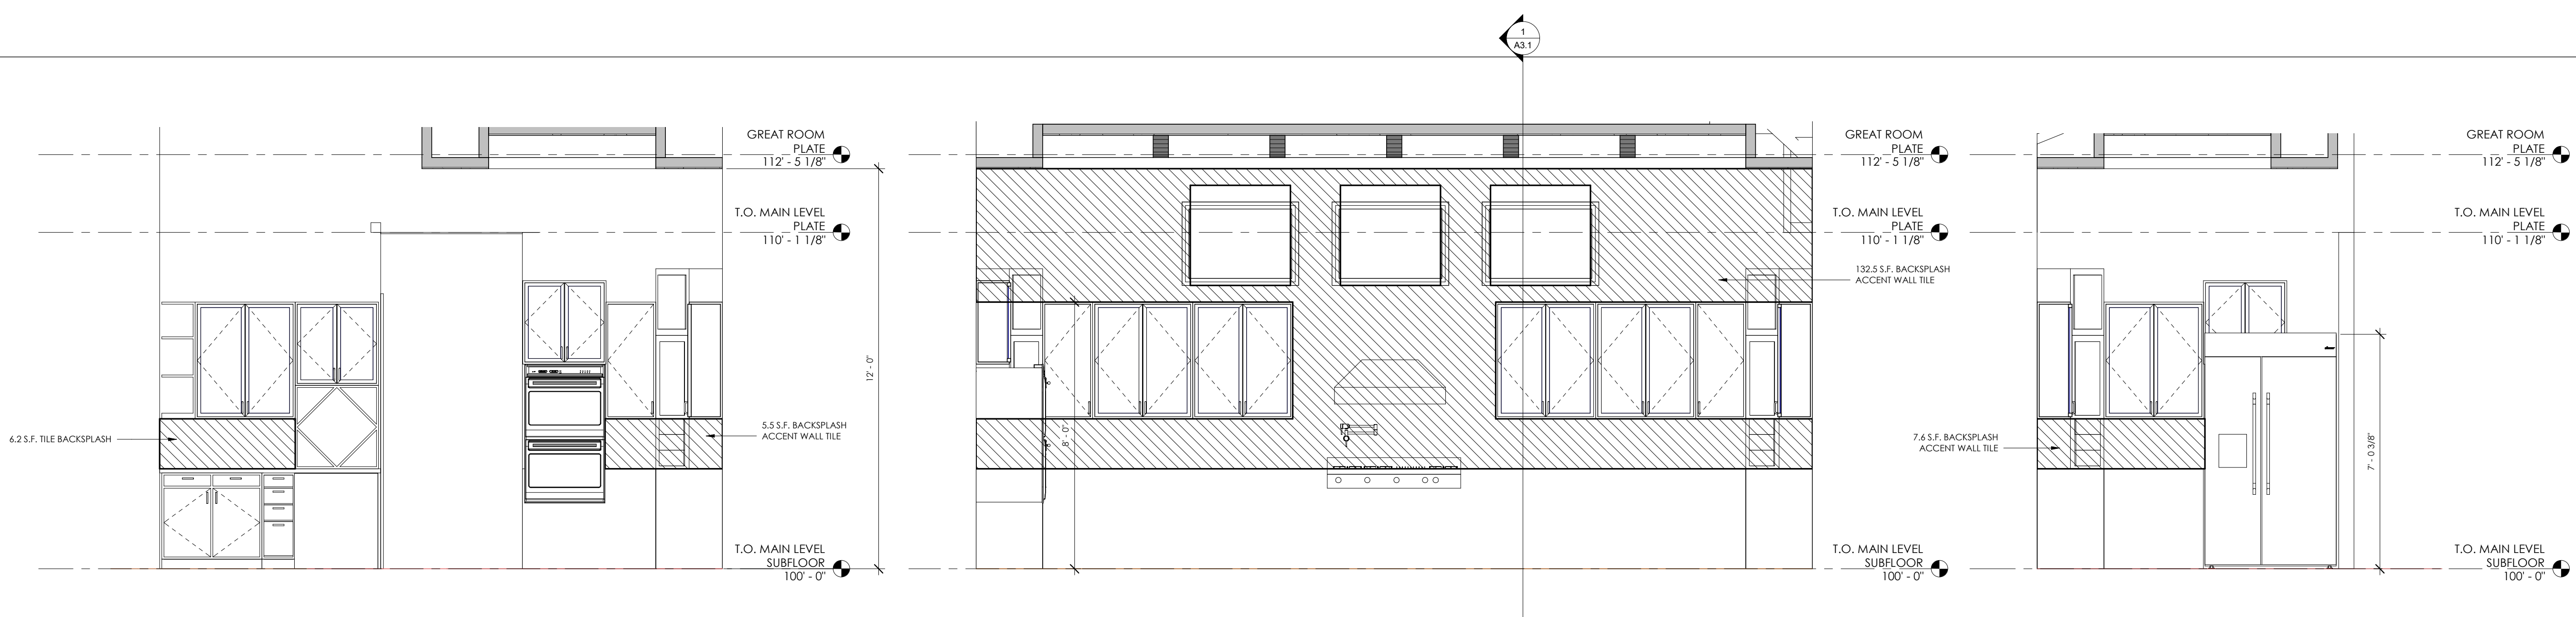 1
A3.1
GREAT ROOM
PLATE
112' - 5 1/8"
T.O. MAIN LEVEL
PLATE
110' - 1 1/8"
12' - 0"
6.2 S.F. TILE BACKSPLASH
5.5 S.F. BACKSPLASH
ACCENT WALL TILE
T.O. MAIN LEVEL
SUBFLOOR
100' - 0"
GREAT ROOM
PLATE
112' - 5 1/8"
T.O. MAIN LEVEL
PLATE
110' - 1 1/8"
132.5 S.F. BACKSPLASH
ACCENT WALL TILE
8' - 0"
T.O. MAIN LEVEL
SUBFLOOR
100' - 0"
GREAT ROOM
PLATE
112' - 5 1/8"
T.O. MAIN LEVEL
PLATE
110' - 1 1/8"
7.6 S.F. BACKSPLASH
ACCENT WALL TILE
7' - 0 3/8"
T.O. MAIN LEVEL
SUBFLOOR
100' - 0"